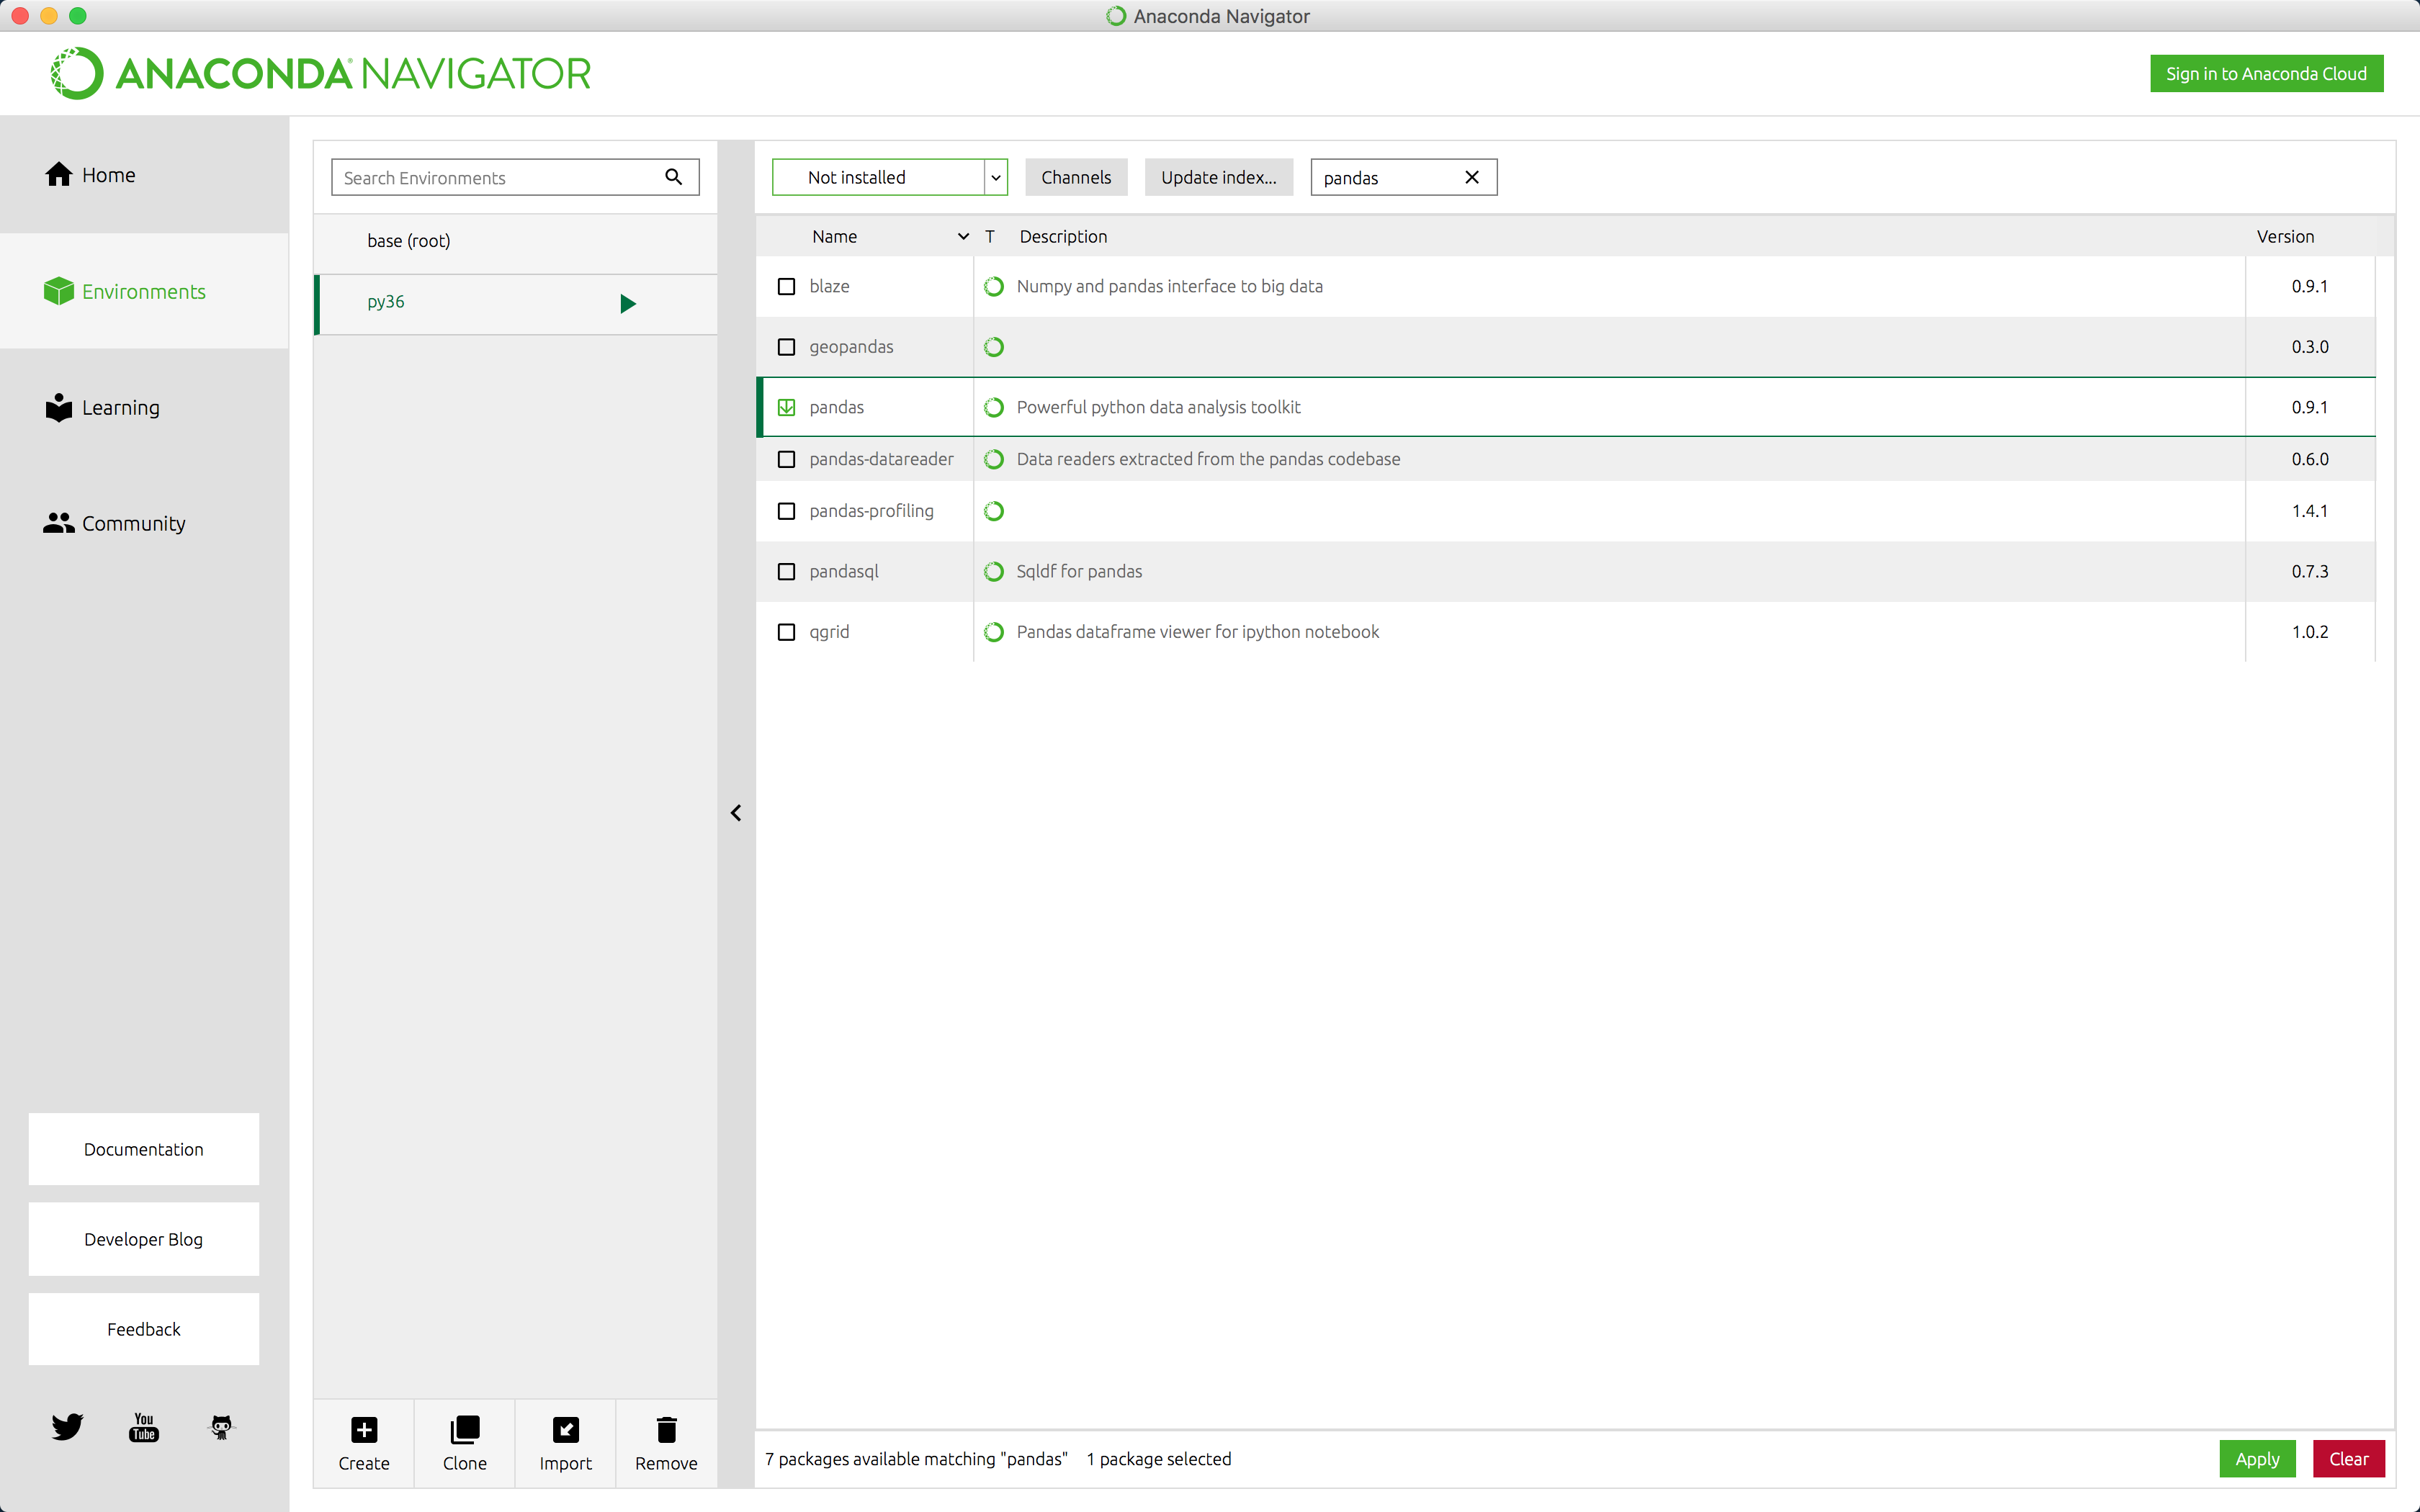 Anaconda Navigator
ANACONDA NAVIGATOR
Sign in to Anaconda Cloud
Home
Environments
Learning
Community
Documentation
Developer Blog
Feedback
You
Tube
Search Environments
base (root)
py36
Create
Clone
Import
Remove
Not installed
Channels
Update index...
pandas
Name T Description Version
blaze Numpy and pandas interface to big data 0.9.1
geopandas 0.3.0
pandas Powerful python data analysis toolkit 0.9.1
pandas-datareader Data readers extracted from the pandas codebase 0.6.0
pandas-profiling 1.4.1
pandasql Sqldf for pandas 0.7.3
qgrid Pandas dataframe viewer for ipython notebook 1.0.2
7 packages available matching "pandas" 1 package selected
Apply
Clear